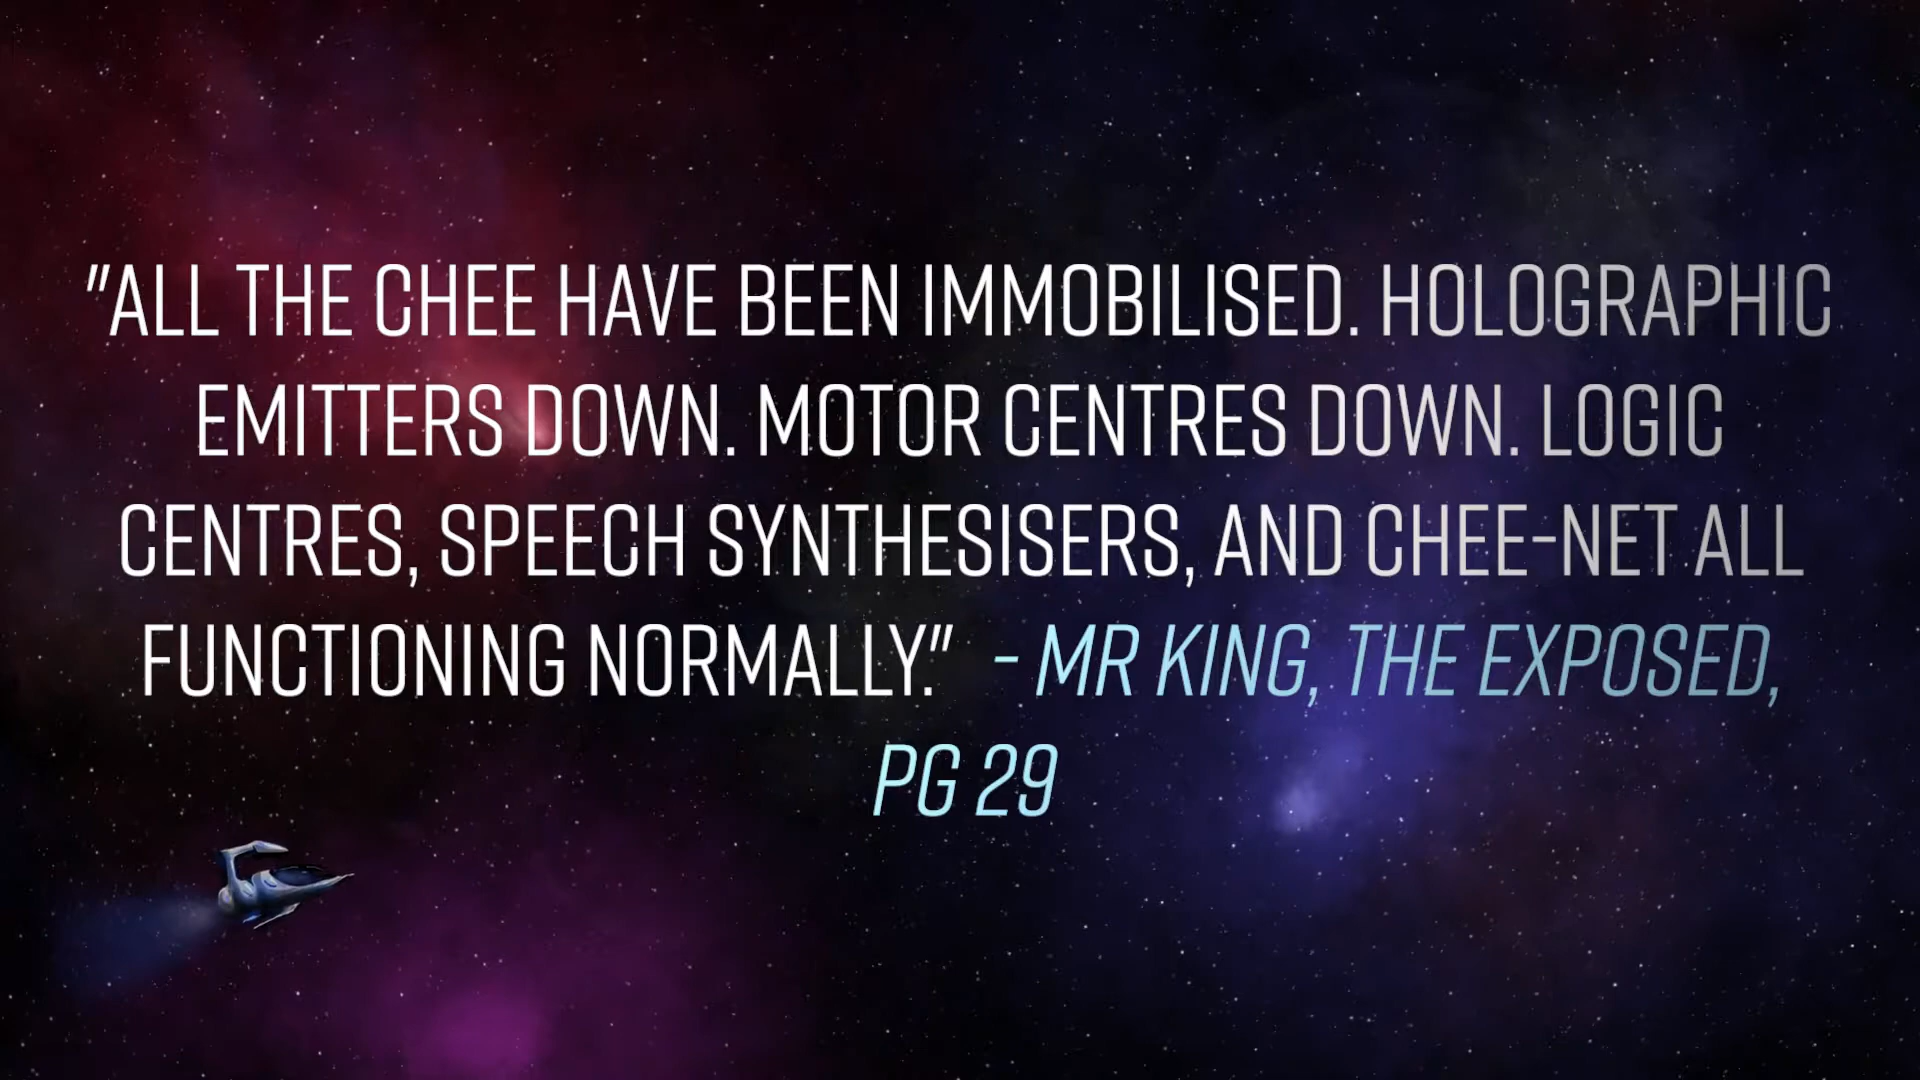 "ALL THE CHEE HAVE BEEN IMMOBILISED. HOLOGRAPHIC
EMITTERS DOWN. MOTOR CENTRES DOWN. LOGIC
CENTRES, SPEECH SYNTHESISERS, AND CHEE-NET ALL
FUNCTIONING NORMALLY." - MR KING, THE EXPOSED,
PG 29